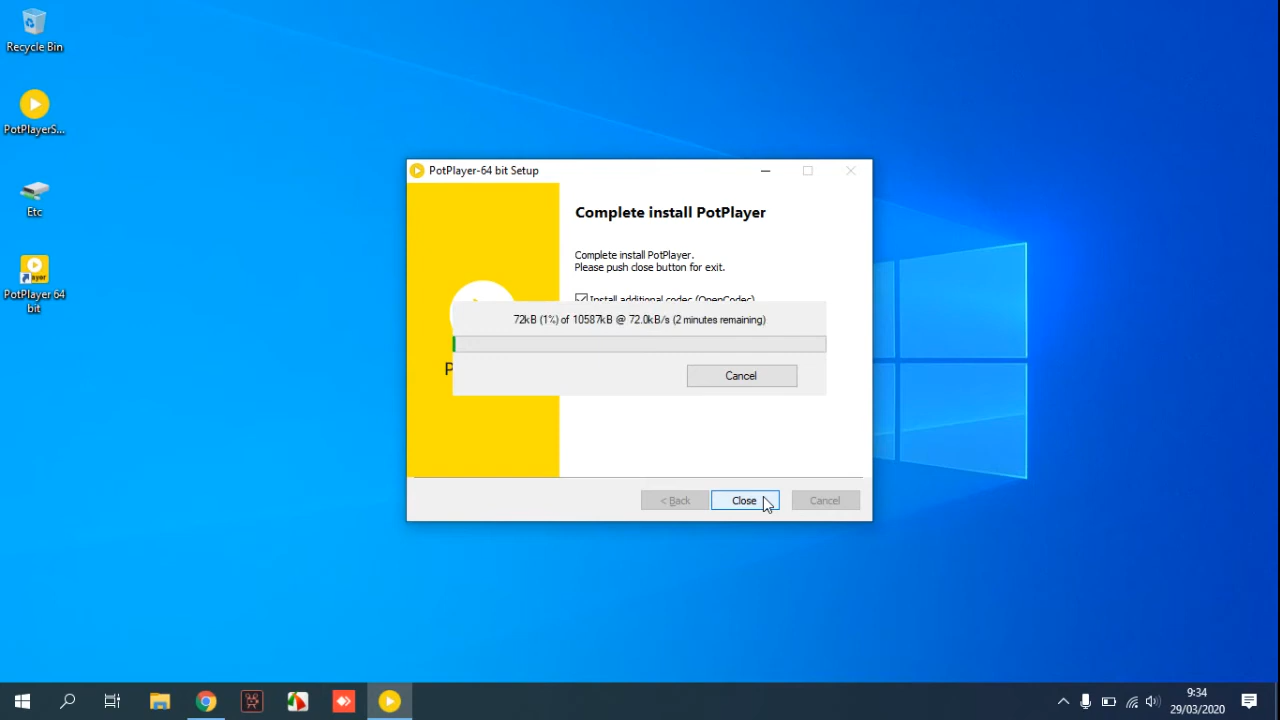 Recycle Bin
PotPlayerS...
Etc
PotPlayer 64
bit
PotPlayer-64 bit Setup
Complete install PotPlayer
Complete install PotPlayer.
Please push close button for exit.
Install additional codec (OpenCodec)
72kB (1%) of 10587kB @ 72.0kB/s (2 minutes remaining)
Cancel
P
< Back
Close
Cancel
9:34
29/03/2020